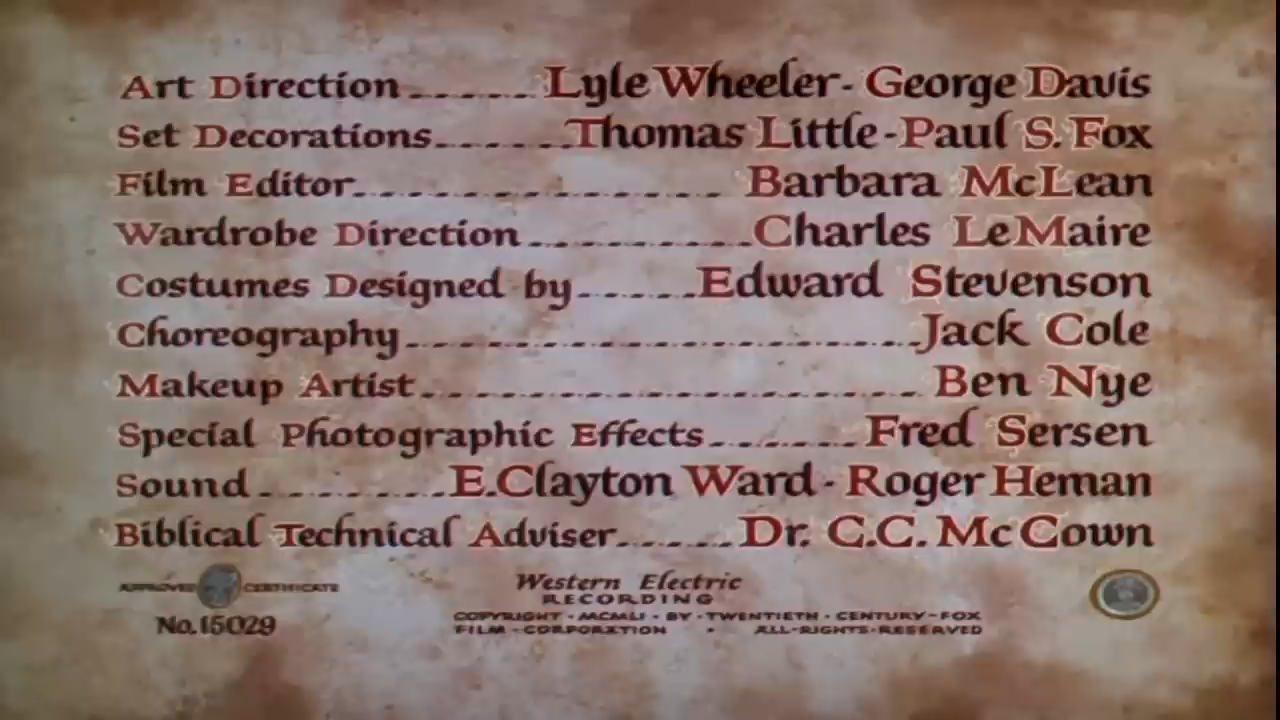 Art Direction......Lyle Wheeler - George Davis
Set Decorations.......Thomas Little - Paul S. Fox
Film Editor................... Barbara McLean
Wardrobe Direction...........Charles LeMaire
Costumes Designed by......Edward Stevenson
Choreography..........................Jack Cole
Makeup Artist......................... Ben Nye
Special Photographic Effects.......Fred Sersen
Sound.........E. Clayton Ward - Roger Heman
Biblical Technical Adviser......Dr. C.C. McCown
APPROVED CERTIFICATE
No. 15029
Western Electric
RECORDING
COPYRIGHT · MCMLI · BY · TWENTIETH · CENTURY-FOX
FILM · CORPORATION · ALL · RIGHTS · RESERVED